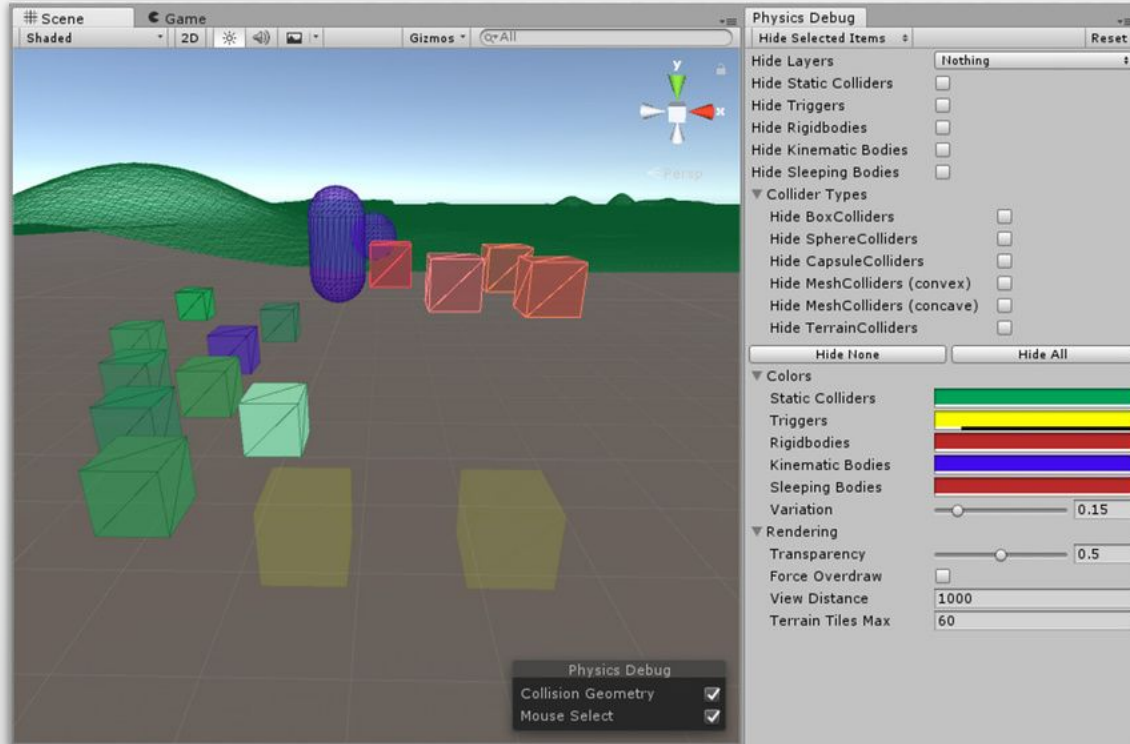 Scene Game
Shaded 2D Gizmos All
y
x
Persp
Physics Debug
Collision Geometry
Mouse Select
Physics Debug
Hide Selected Items Reset
Hide Layers Nothing
Hide Static Colliders
Hide Triggers
Hide Rigidbodies
Hide Kinematic Bodies
Hide Sleeping Bodies
Collider Types
Hide BoxColliders
Hide SphereColliders
Hide CapsuleColliders
Hide MeshColliders (convex)
Hide MeshColliders (concave)
Hide TerrainColliders
Hide None Hide All
Colors
Static Colliders
Triggers
Rigidbodies
Kinematic Bodies
Sleeping Bodies
Variation 0.15
Rendering
Transparency 0.5
Force Overdraw
View Distance 1000
Terrain Tiles Max 60